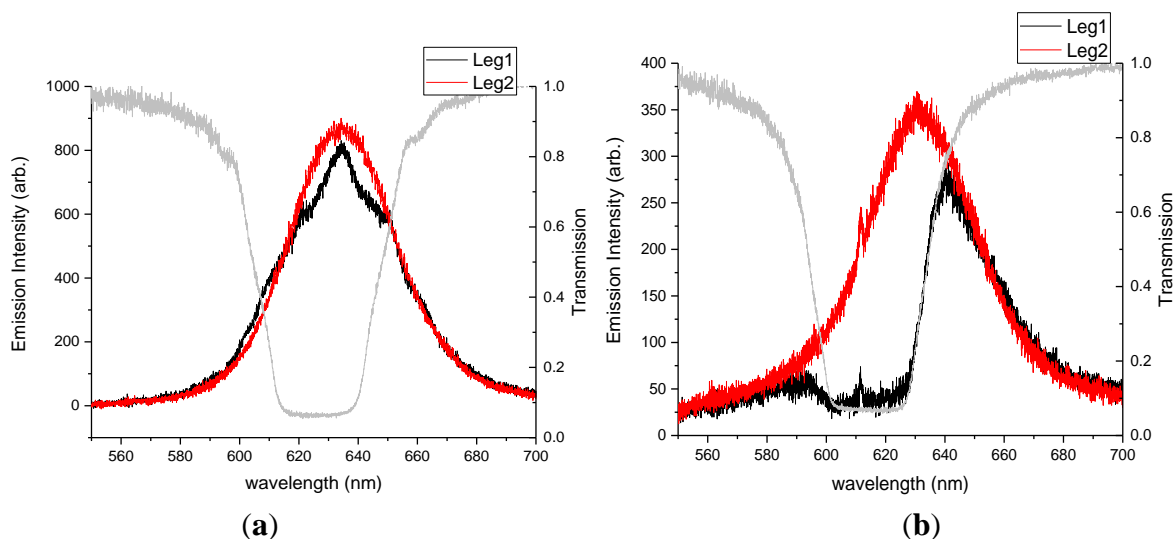 Leg1
Leg2
1000
800
600
400
200
0
Emission Intensity (arb.)
1.0
0.8
0.6
0.4
0.2
0.0
Transmission
560 580 600 620 640 660 680 700
wavelength (nm)
(a)
Leg1
Leg2
400
350
300
250
200
150
100
50
0
Emission Intensity (arb.)
1.0
0.8
0.6
0.4
0.2
0.0
Transmission
560 580 600 620 640 660 680 700
wavelength (nm)
(b)